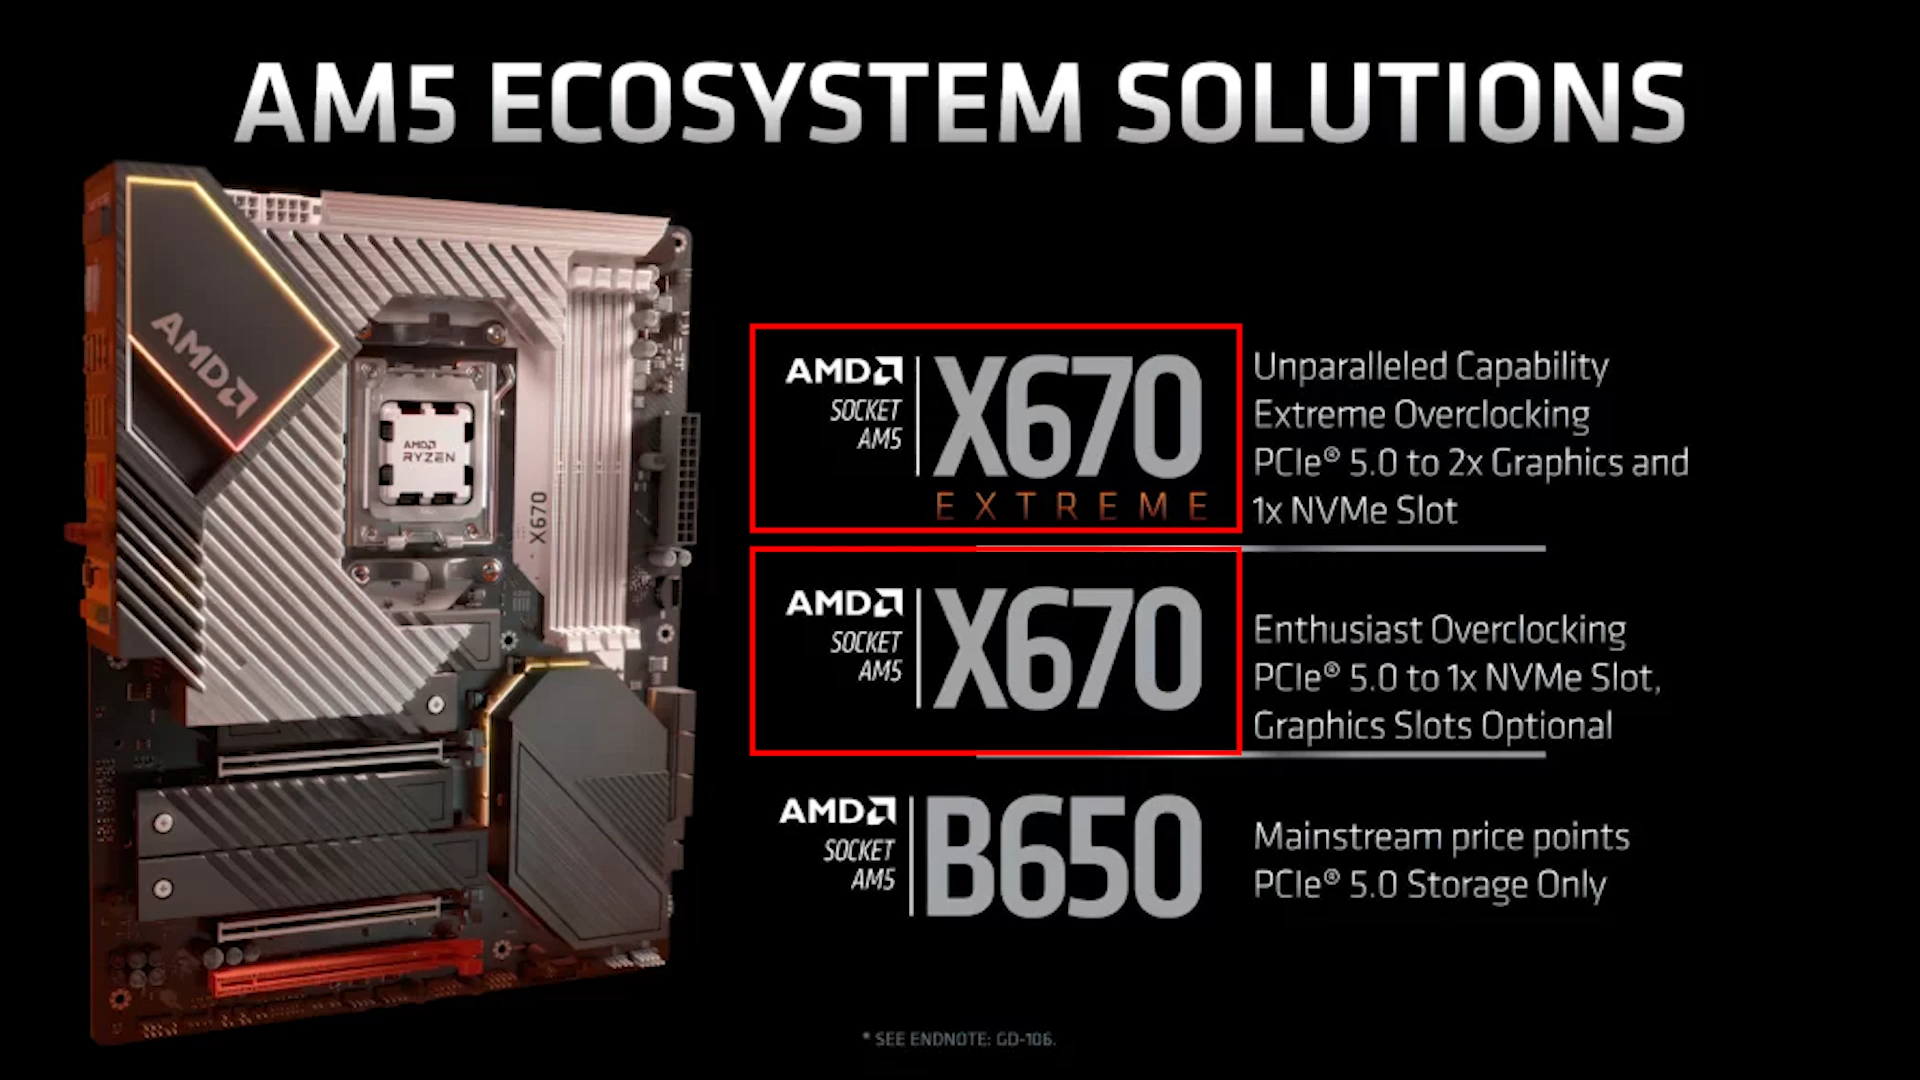 AM5 ECOSYSTEM SOLUTIONS
AMD
AMD
RYZEN
X670
AMD
SOCKET
AM5
X670
EXTREME
Unparalleled Capability
Extreme Overclocking
PCIe® 5.0 to 2x Graphics and
1x NVMe Slot
AMD
SOCKET
AM5
X670
Enthusiast Overclocking
PCIe® 5.0 to 1x NVMe Slot,
Graphics Slots Optional
AMD
SOCKET
AM5
B650
Mainstream price points
PCIe® 5.0 Storage Only
* SEE ENDNOTE: GD-106.